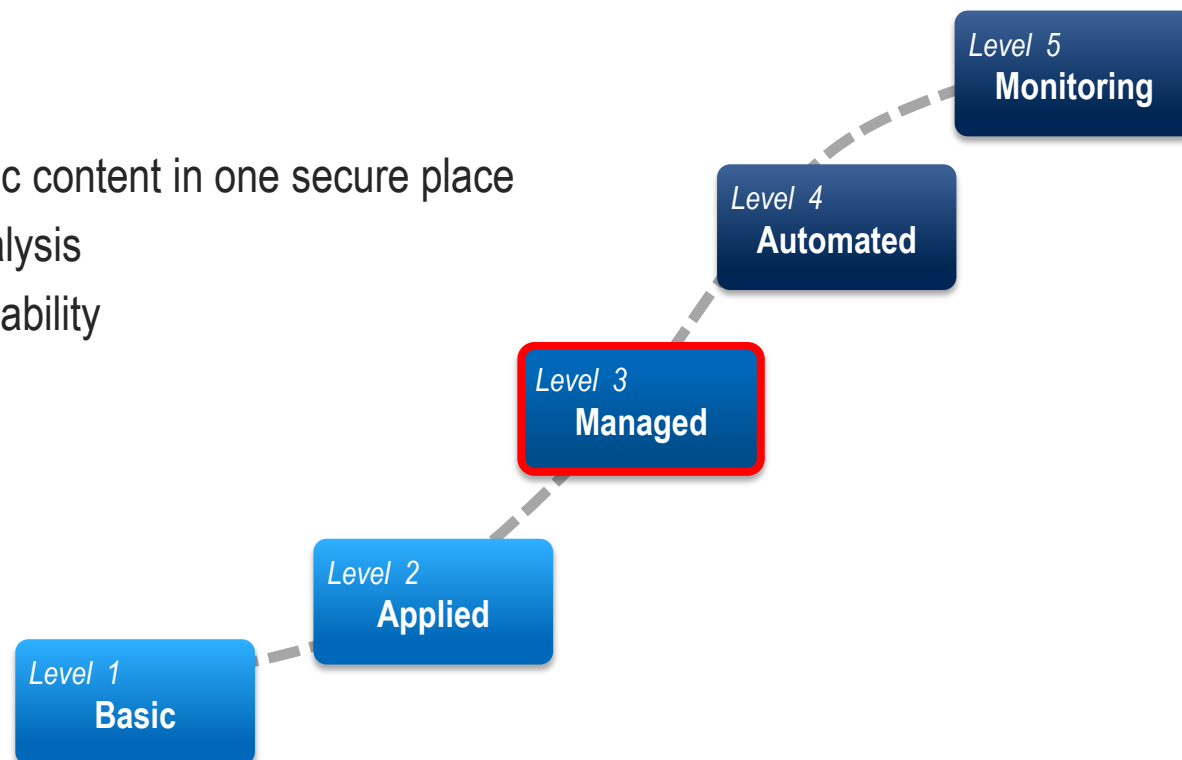 Level 5
Monitoring
c content in one secure place
Level 4
alysis
Automated
ability
Level 3
Managed
Level 2
Applied
Level 1
Basic